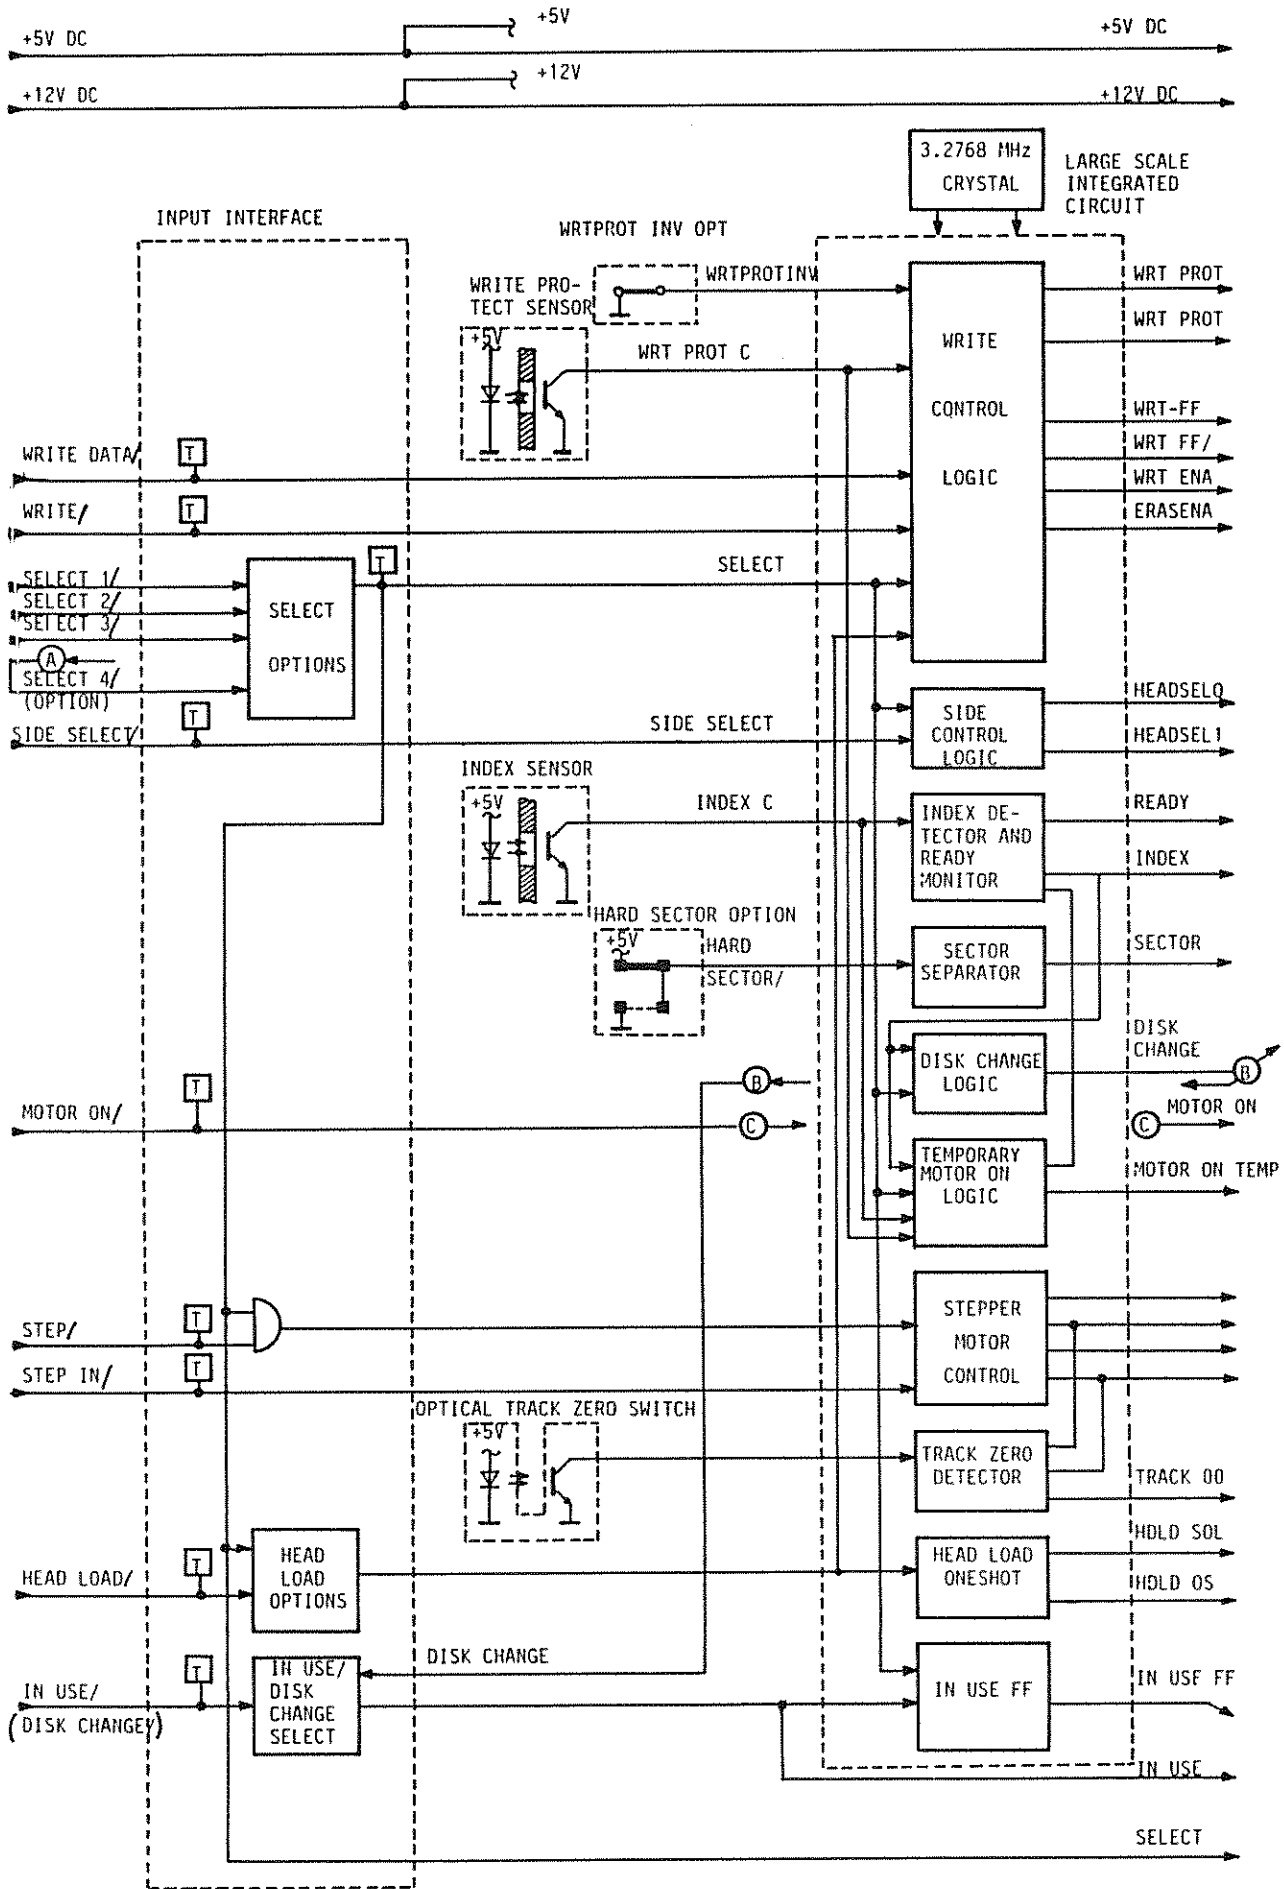 +5V
+5V DC
+5V DC
+12V
+12V DC
+12V DC
3.2768 MHz
CRYSTAL
LARGE SCALE
INTEGRATED
CIRCUIT
INPUT INTERFACE
WRTPROT INV OPT
WRTPROTINV
WRITE PRO-
TECT SENSOR
+5V
WRT PROT C
WRITE
CONTROL
LOGIC
WRT PROT
WRT PROT
WRT-FF
WRT FF/
WRT ENA
ERASENA
WRITE DATA/
T
WRITE/
T
SELECT 1/
SELECT 2/
SELECT 3/
A
SELECT 4/
(OPTION)
SELECT
OPTIONS
T
SELECT
SIDE SELECT/
T
SIDE SELECT
SIDE
CONTROL
LOGIC
HEADSEL0
HEADSEL1
INDEX SENSOR
+5V
INDEX C
INDEX DE-
TECTOR AND
READY
MONITOR
READY
INDEX
HARD SECTOR OPTION
+5V
HARD
SECTOR/
SECTOR
SEPARATOR
SECTOR
DISK CHANGE
LOGIC
DISK
CHANGE
B
B
MOTOR ON/
T
C
MOTOR ON
C
TEMPORARY
MOTOR ON
LOGIC
MOTOR ON TEMP
STEP/
T
STEP IN/
T
STEPPER
MOTOR
CONTROL
OPTICAL TRACK ZERO SWITCH
+5V
TRACK ZERO
DETECTOR
TRACK 00
HEAD LOAD/
T
HEAD
LOAD
OPTIONS
HEAD LOAD
ONESHOT
HDLD SOL
HDLD OS
IN USE/
(DISK CHANGE/)
T
IN USE/
DISK
CHANGE
SELECT
DISK CHANGE
IN USE FF
IN USE FF
IN USE
SELECT